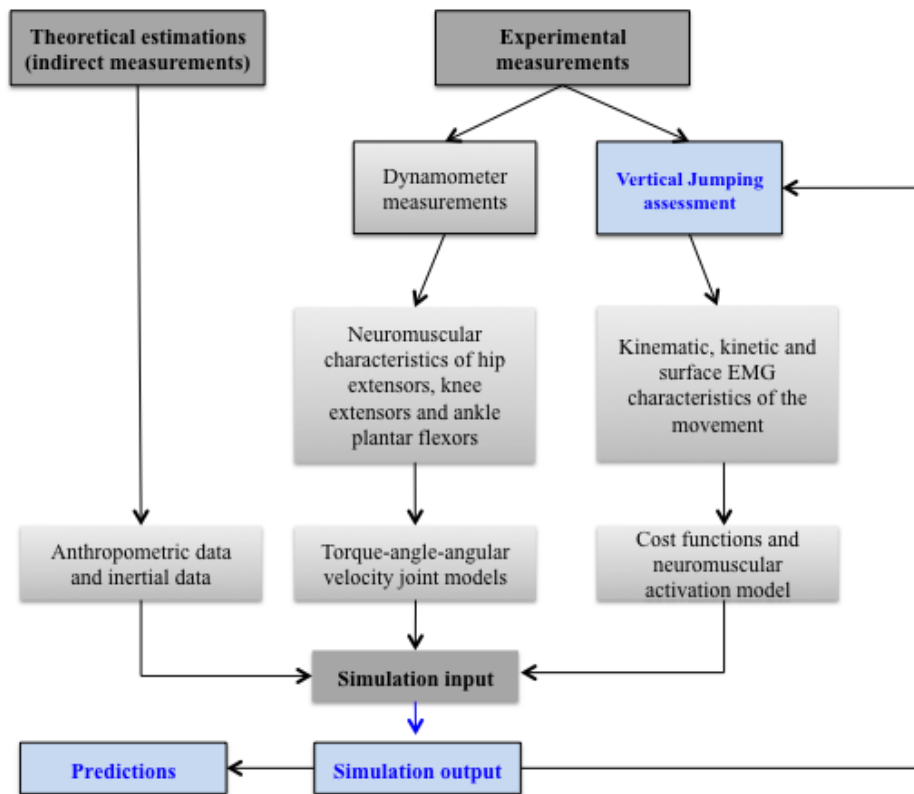 Theoretical estimations
(indirect measurements)
Experimental
measurements
Dynamometer
measurements
Vertical Jumping
assessment
Neuromuscular
characteristics of hip
extensors, knee
extensors and ankle
plantar flexors
Kinematic, kinetic and
surface EMG
characteristics of the
movement
Anthropometric data
and inertial data
Torque-angle-angular
velocity joint models
Cost functions and
neuromuscular
activation model
Simulation input
Predictions
Simulation output